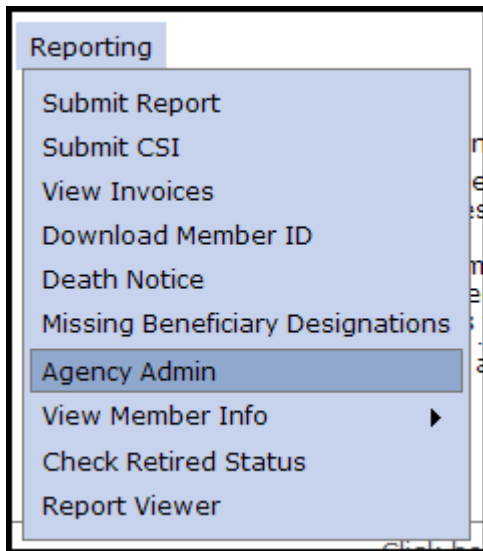 Reporting
Submit Report
Submit CSI
View Invoices
Download Member ID
Death Notice
Missing Beneficiary Designations
Agency Admin
View Member Info
Check Retired Status
Report Viewer